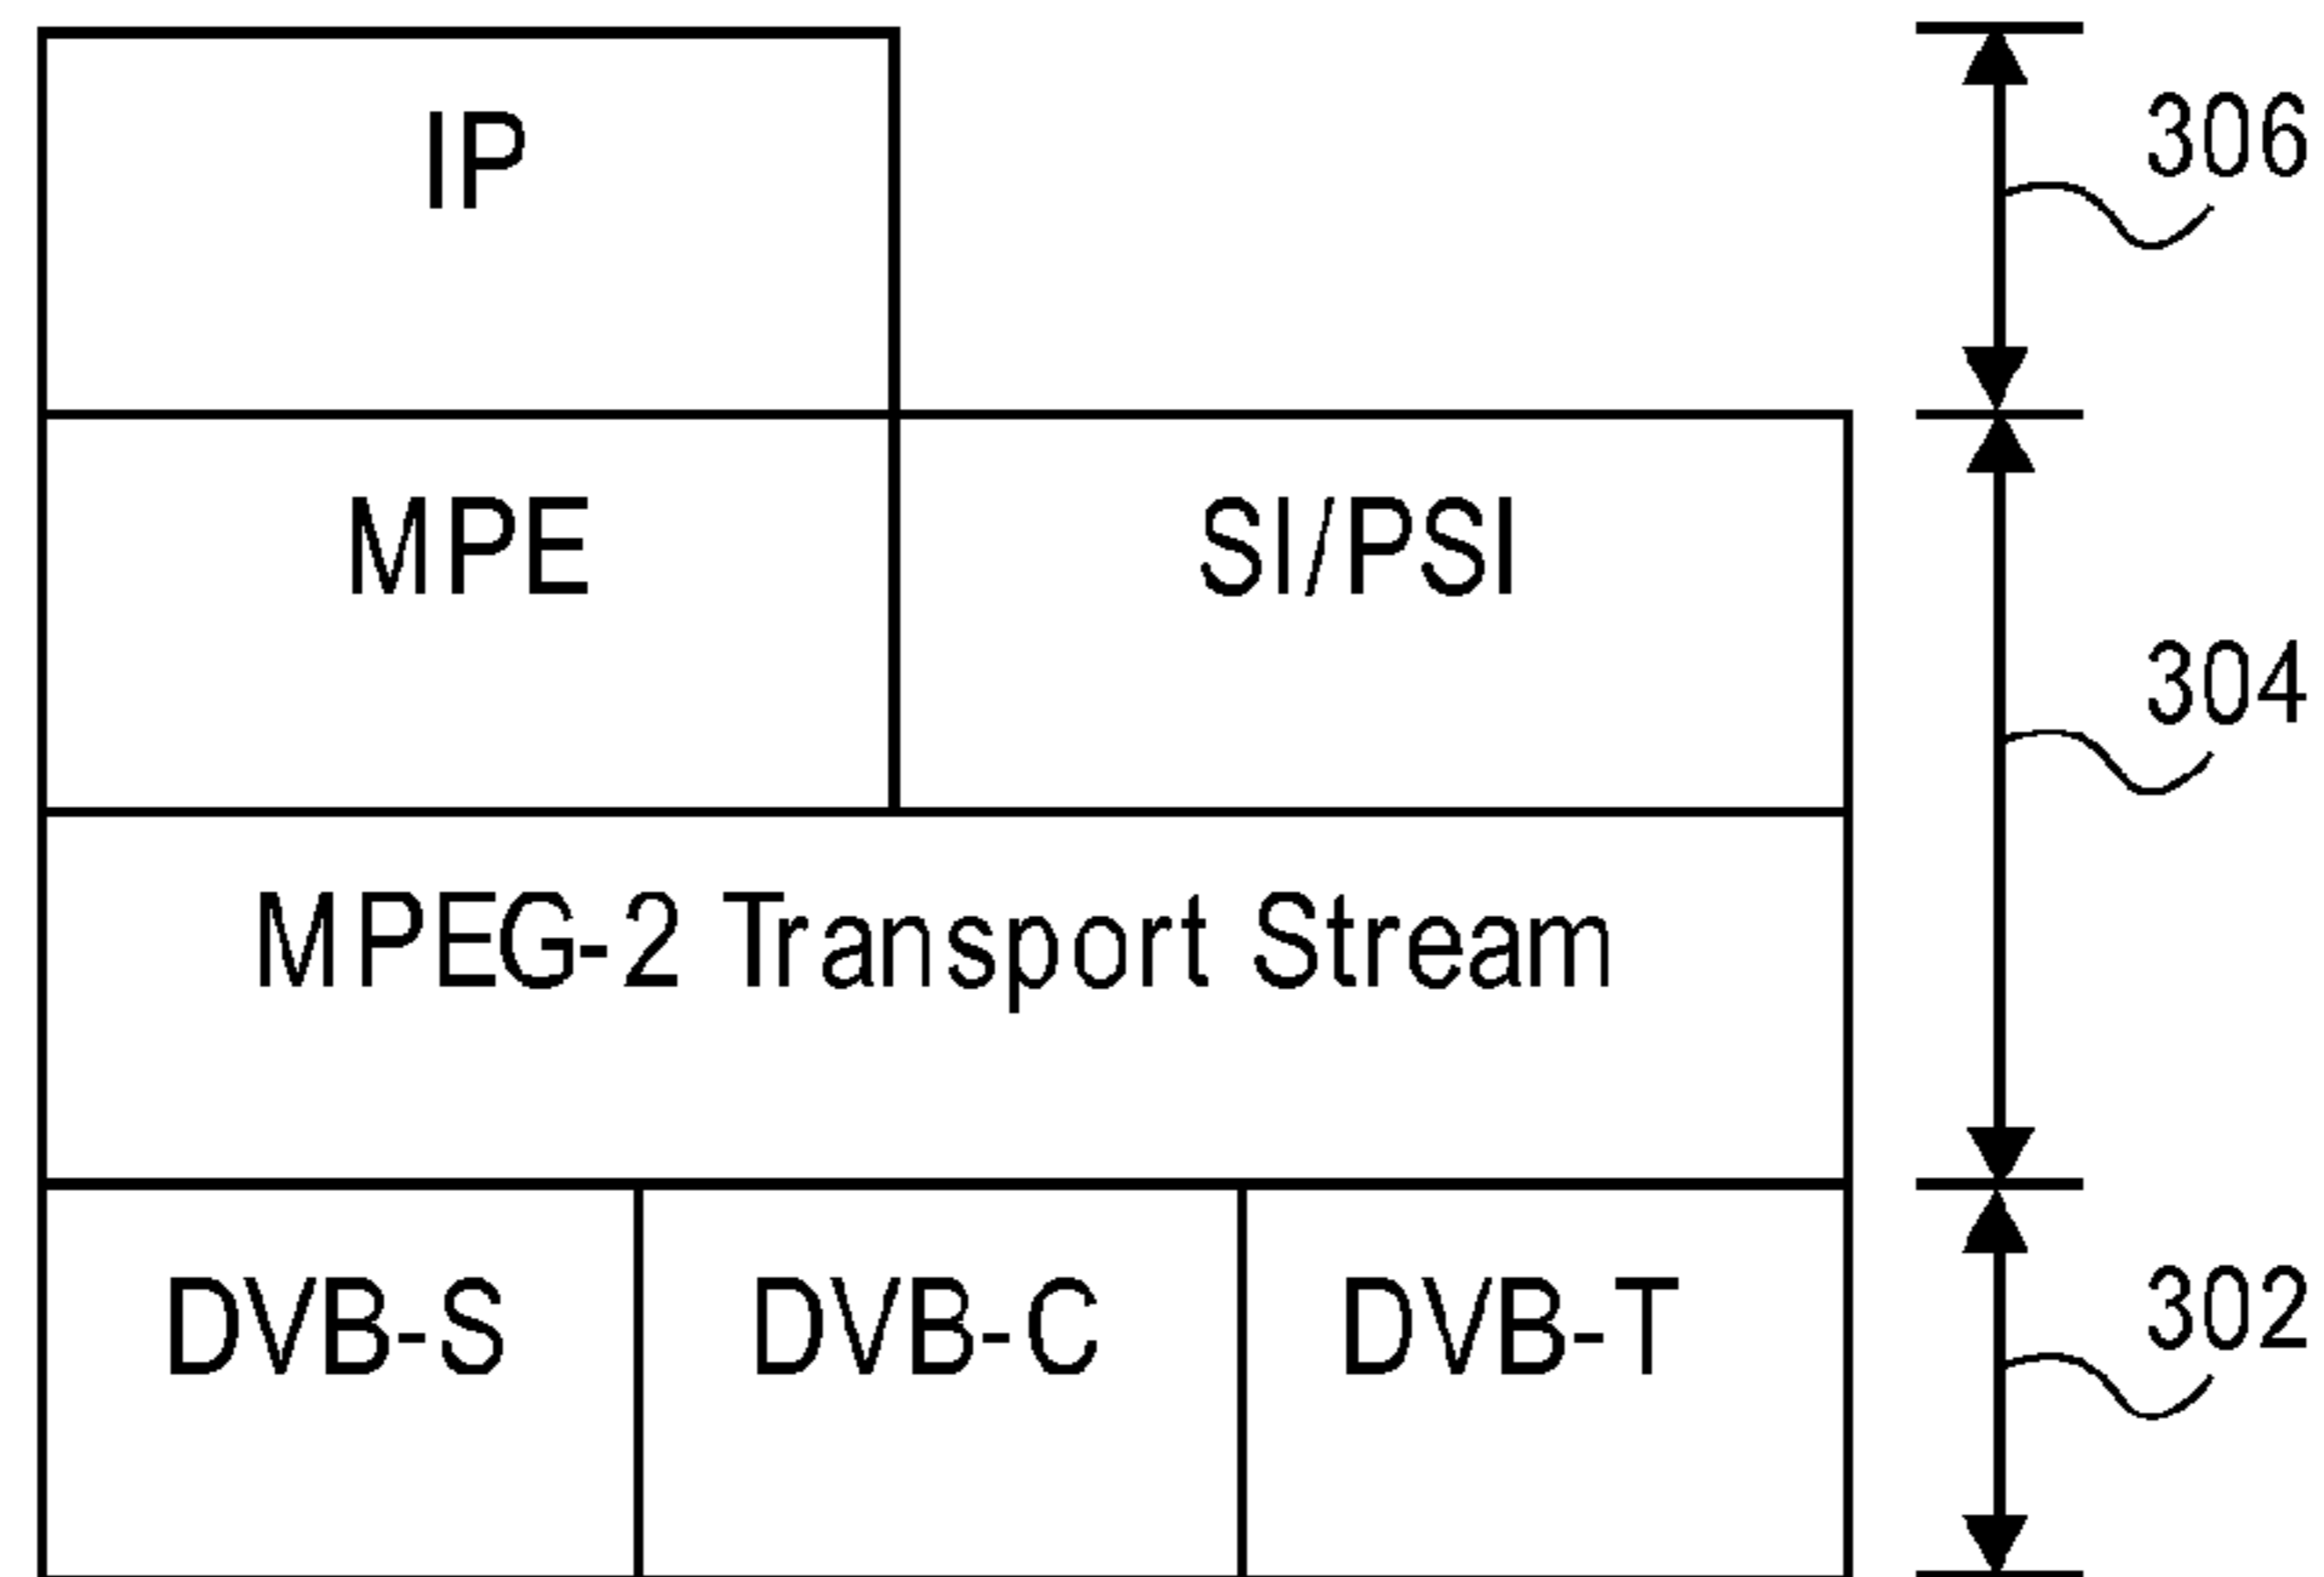 IP
306
MPE SI/PSI
304
MPEG-2 Transport Stream
DVB-S DVB-C DVB-T
302